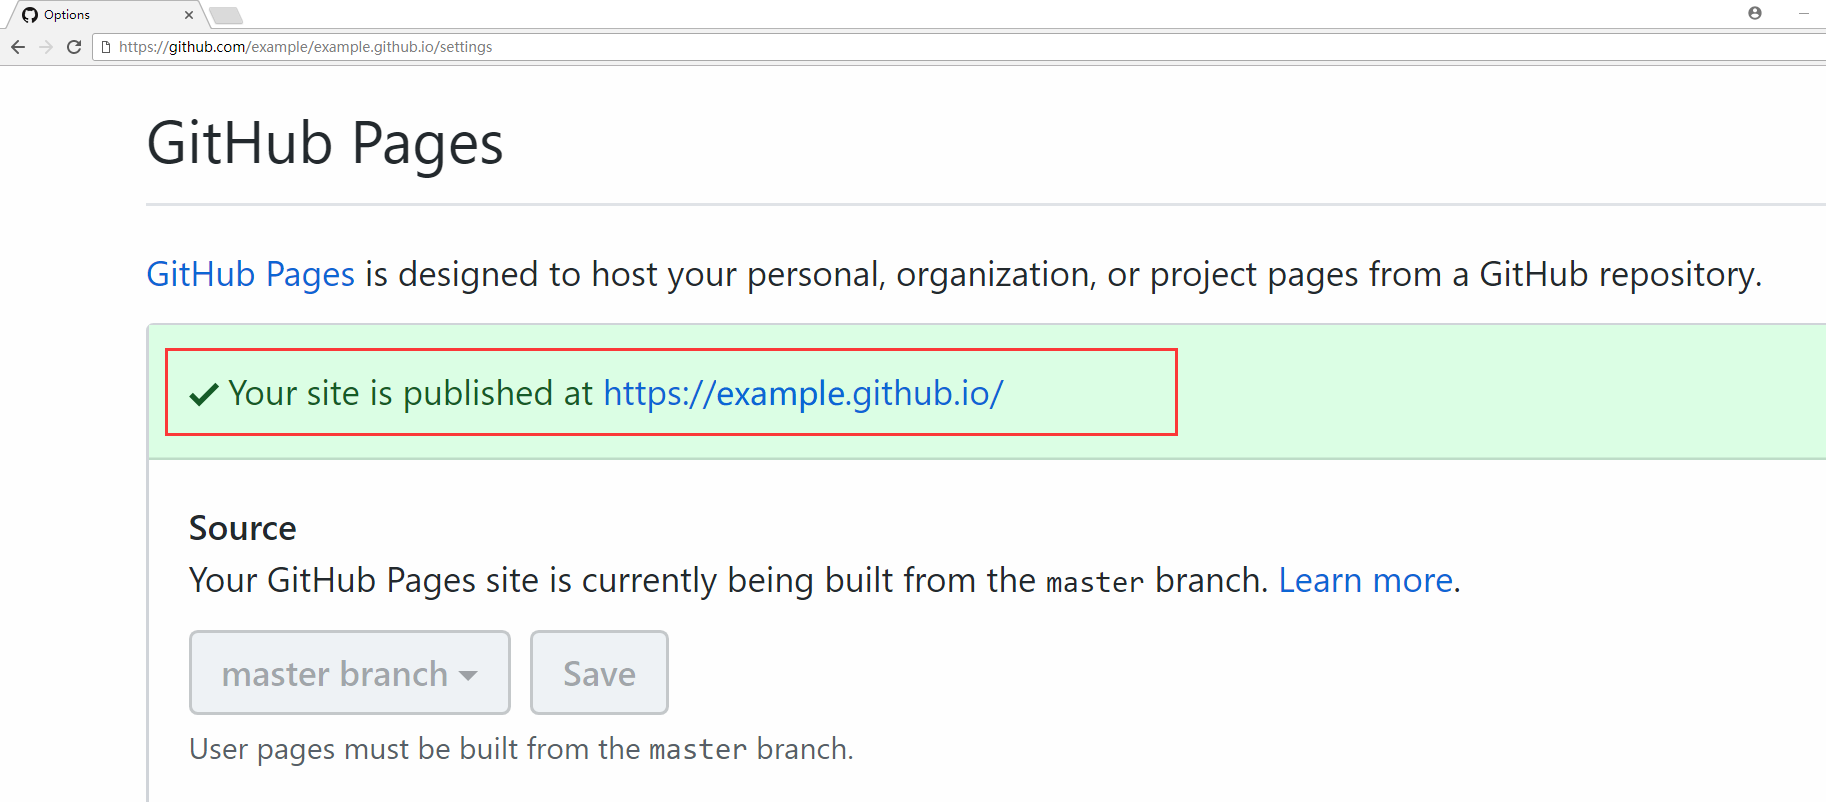 Options
https://github.com/example/example.github.io/settings
GitHub Pages
GitHub Pages is designed to host your personal, organization, or project pages from a GitHub repository.
Your site is published at https://example.github.io/
Source
Your GitHub Pages site is currently being built from the master branch. Learn more.
master branch Save
User pages must be built from the master branch.